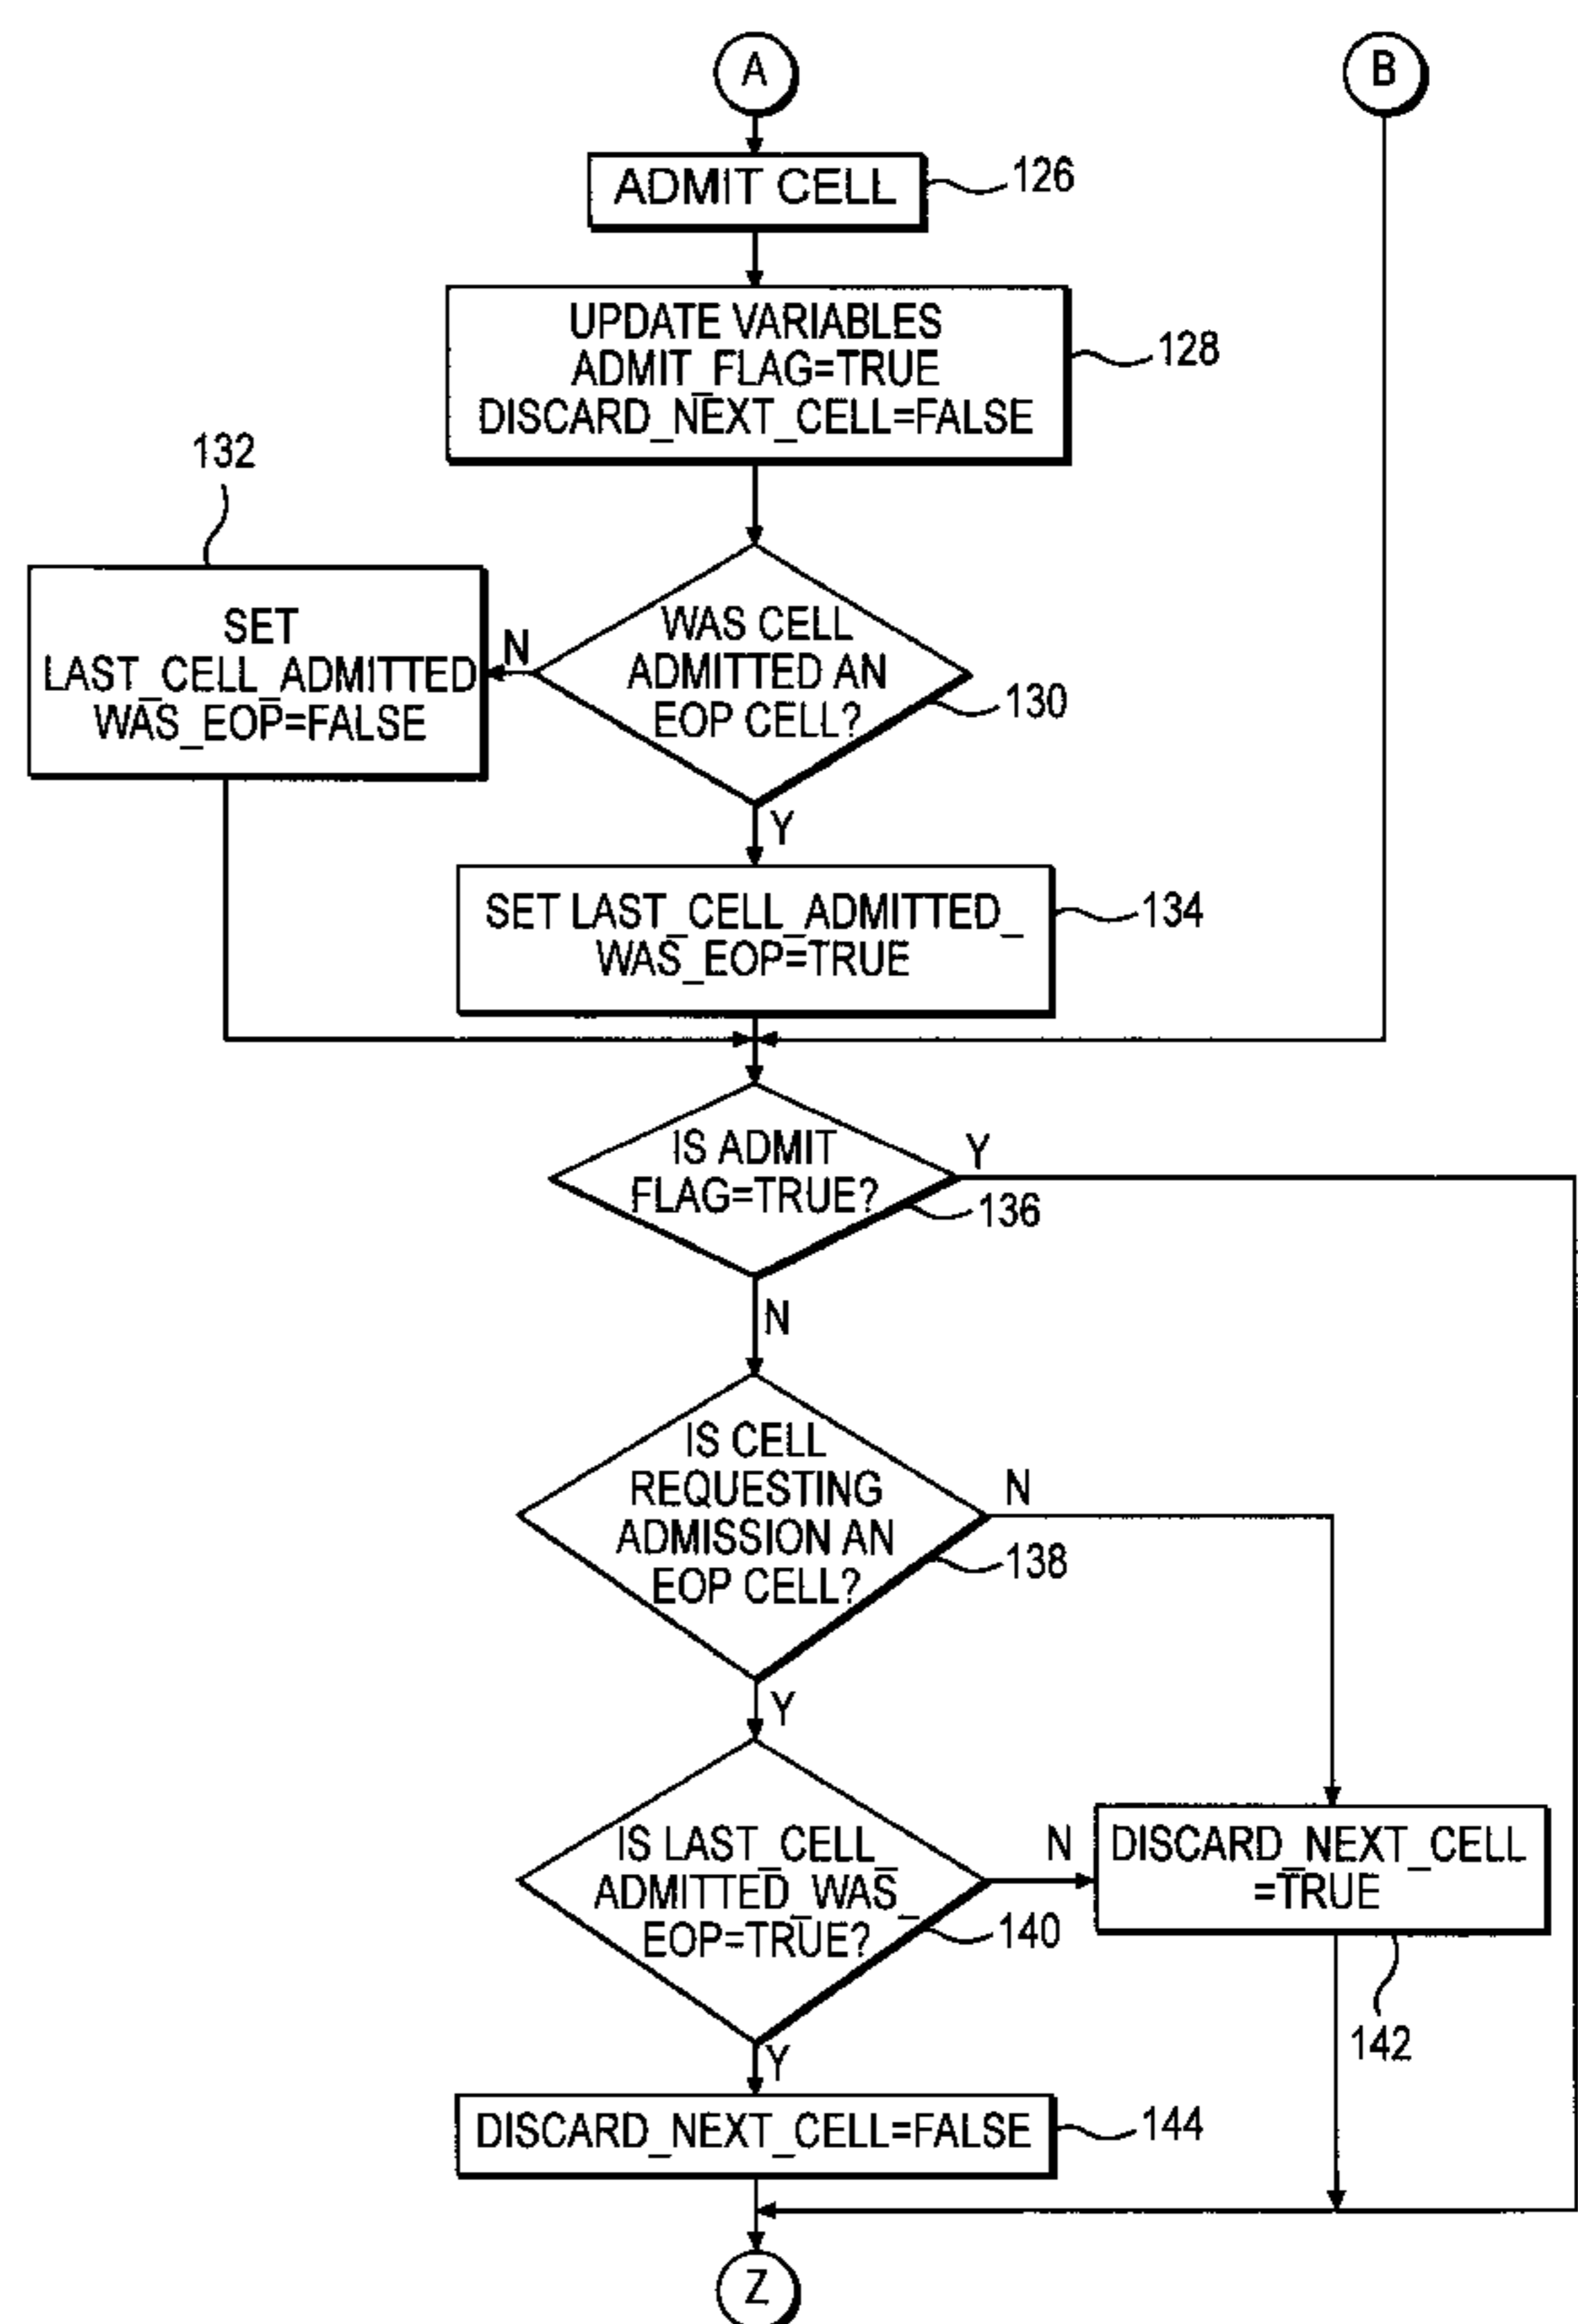 A
B
ADMIT CELL
126
UPDATE VARIABLES
ADMIT_FLAG=TRUE
DISCARD_NEXT_CELL=FALSE
128
132
SET
LAST_CELL_ADMITTED
WAS_EOP=FALSE
N
WAS CELL
ADMITTED AN
EOP CELL?
130
Y
SET LAST_CELL_ADMITTED_
WAS_EOP=TRUE
134
IS ADMIT
FLAG=TRUE?
Y
136
N
IS CELL
REQUESTING
ADMISSION AN
EOP CELL?
N
138
Y
IS LAST_CELL_
ADMITTED_WAS_
EOP=TRUE?
N
140
DISCARD_NEXT_CELL
=TRUE
142
Y
DISCARD_NEXT_CELL=FALSE
144
Z